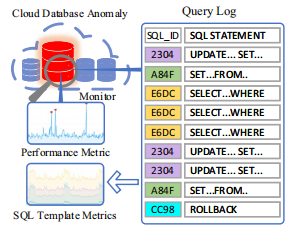 Cloud Database Anomaly
Monitor
Performance Metric
SQL Template Metrics
Query Log
SQL_ID SQL STATEMENT
2304 UPDATE... SET...
A84F SET...FROM..
E6DC SELECT...WHERE
E6DC SELECT...WHERE
E6DC SELECT...WHERE
2304 UPDATE... SET...
2304 UPDATE... SET...
A84F SET...FROM..
CC98 ROLLBACK